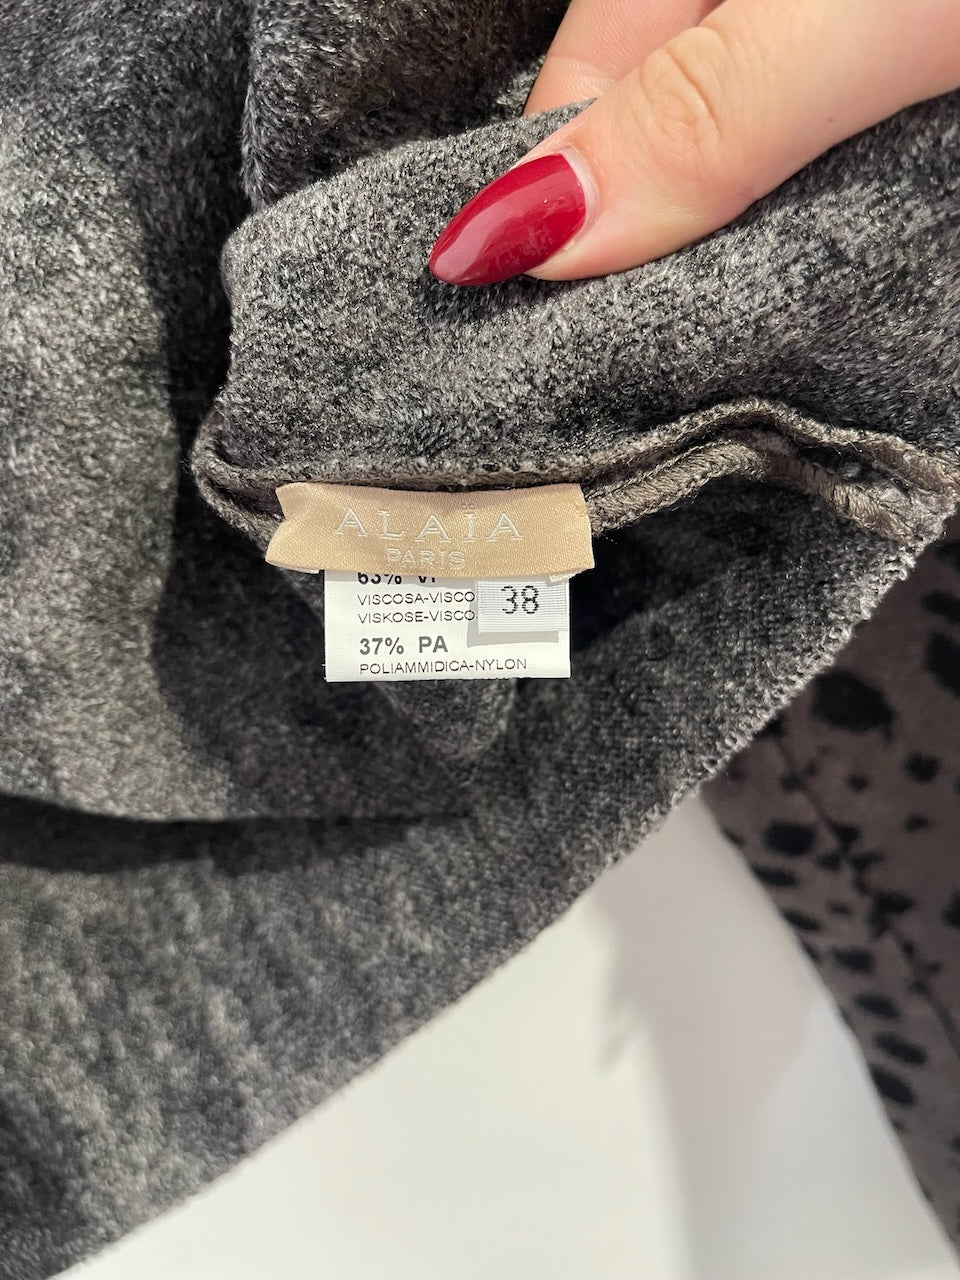 ALAÏA
PARIS
63% VI
VISCOSA-VISCO
VISKOSE-VISCO
38
37% PA
POLIAMMIDICA-NYLON